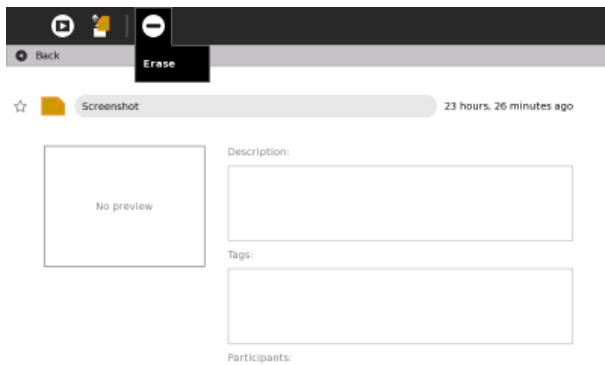 Back
Erase
Screenshot
23 hours, 26 minutes ago
Description:
No preview
Tags:
Participants: